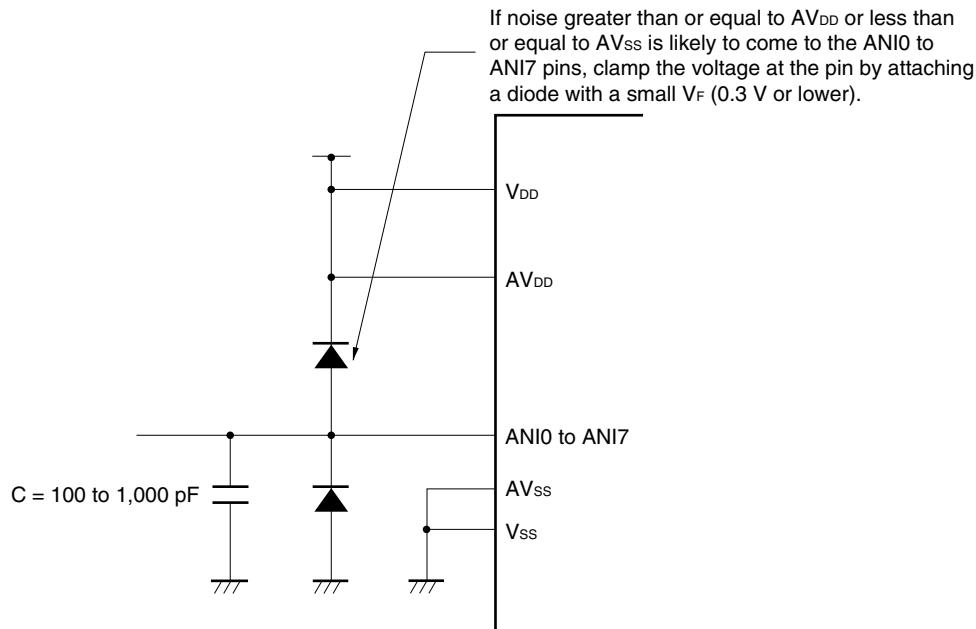 If noise greater than or equal to AVDD or less than
or equal to AVSS is likely to come to the ANI0 to
ANI7 pins, clamp the voltage at the pin by attaching
a diode with a small VF (0.3 V or lower).
VDD
AVDD
ANI0 to ANI7
C = 100 to 1,000 pF
AVSS
VSS